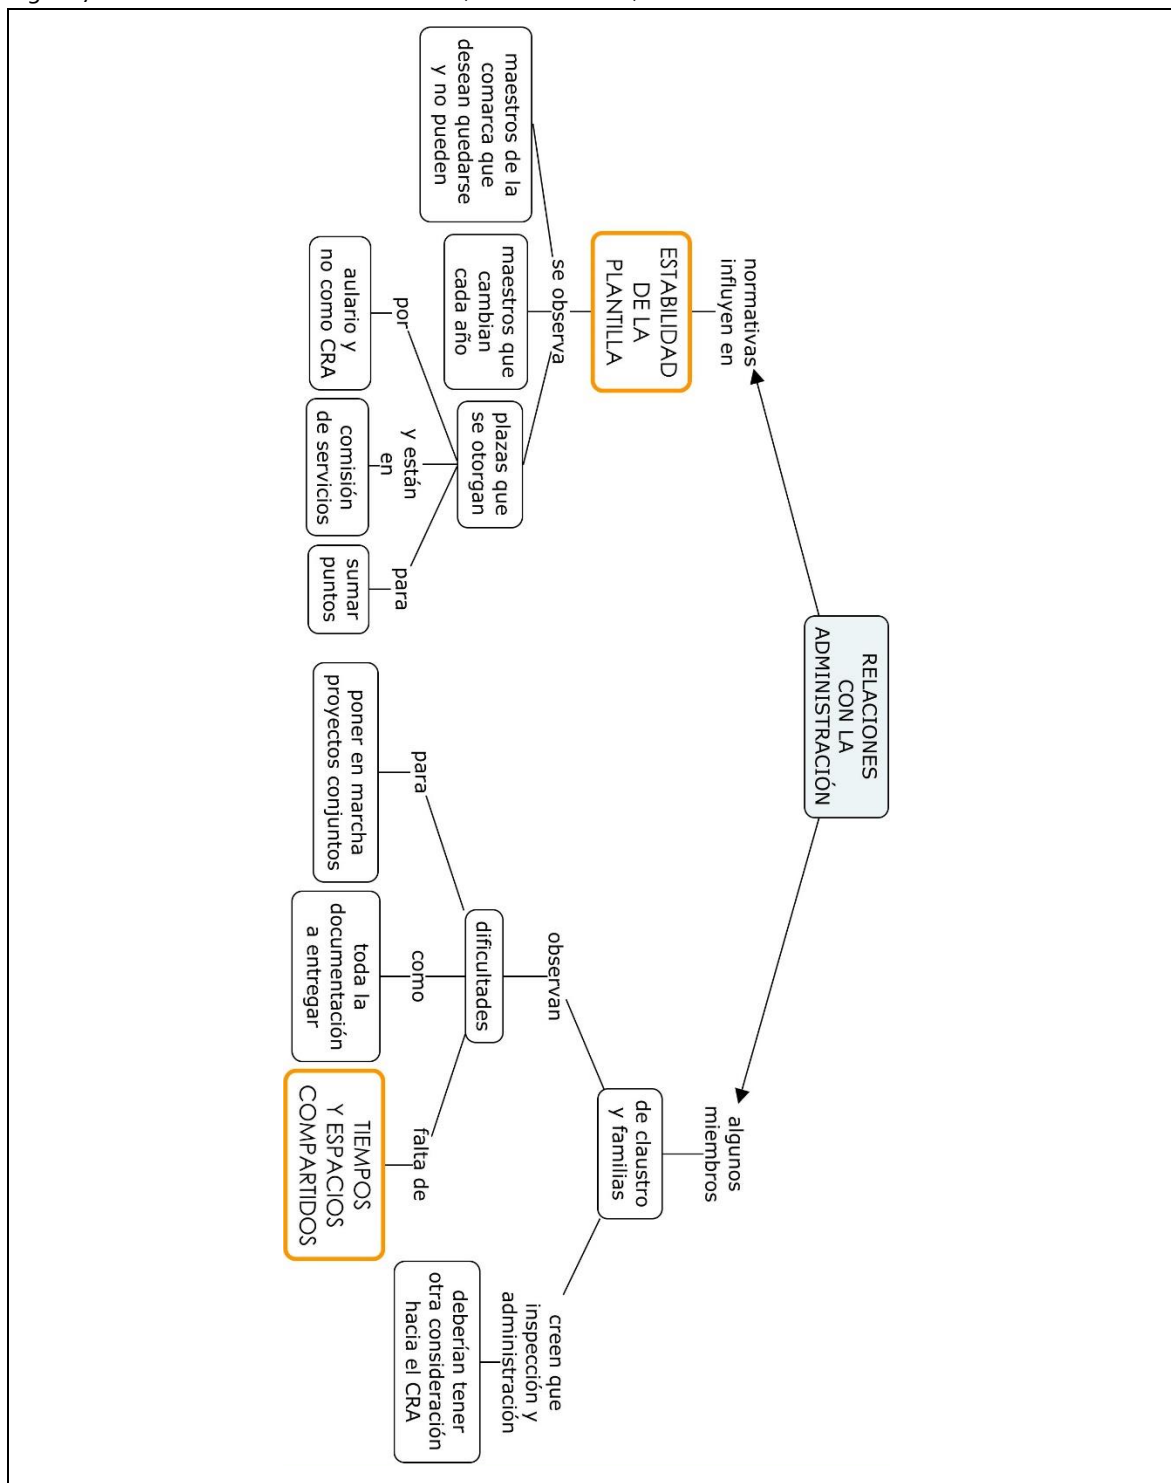 RELACIONES
CON LA
ADMINISTRACIÓN
normativas
influyen en
ESTABILIDAD
DE LA
PLANTILLA
se observa
maestros de la
comarca que
desean quedarse
y no pueden
maestros que
cambian
cada año
plazas que
se otorgan
por
aulario y
no como CRA
y están
en
comisión
de servicios
para
sumar
puntos
algunos
miembros
de claustro
y familias
observan
dificultades
para
poner en marcha
proyectos conjuntos
como
toda la
documentación
a entregar
falta de
TIEMPOS
Y ESPACIOS
COMPARTIDOS
creen que
inspección y
administración
deberían tener
otra consideración
hacia el CRA